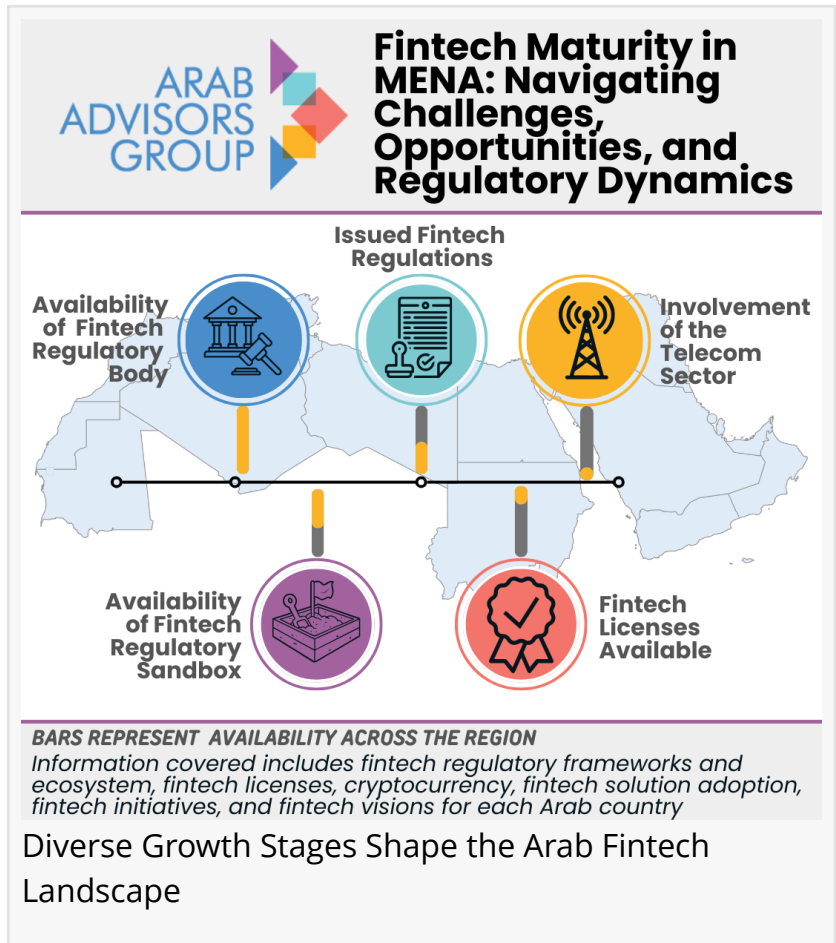 ARAB
ADVISORS
GROUP
Fintech Maturity in
MENA: Navigating
Challenges,
Opportunities, and
Regulatory Dynamics
Issued Fintech
Regulations
Availability
of Fintech
Regulatory
Body
Involvement
of the
Telecom
Sector
Availability
of Fintech
Regulatory
Sandbox
Fintech
Licenses
Available
BARS REPRESENT AVAILABILITY ACROSS THE REGION
Information covered includes fintech regulatory frameworks and
ecosystem, fintech licenses, cryptocurrency, fintech solution adoption,
fintech initiatives, and fintech visions for each Arab country
Diverse Growth Stages Shape the Arab Fintech
Landscape